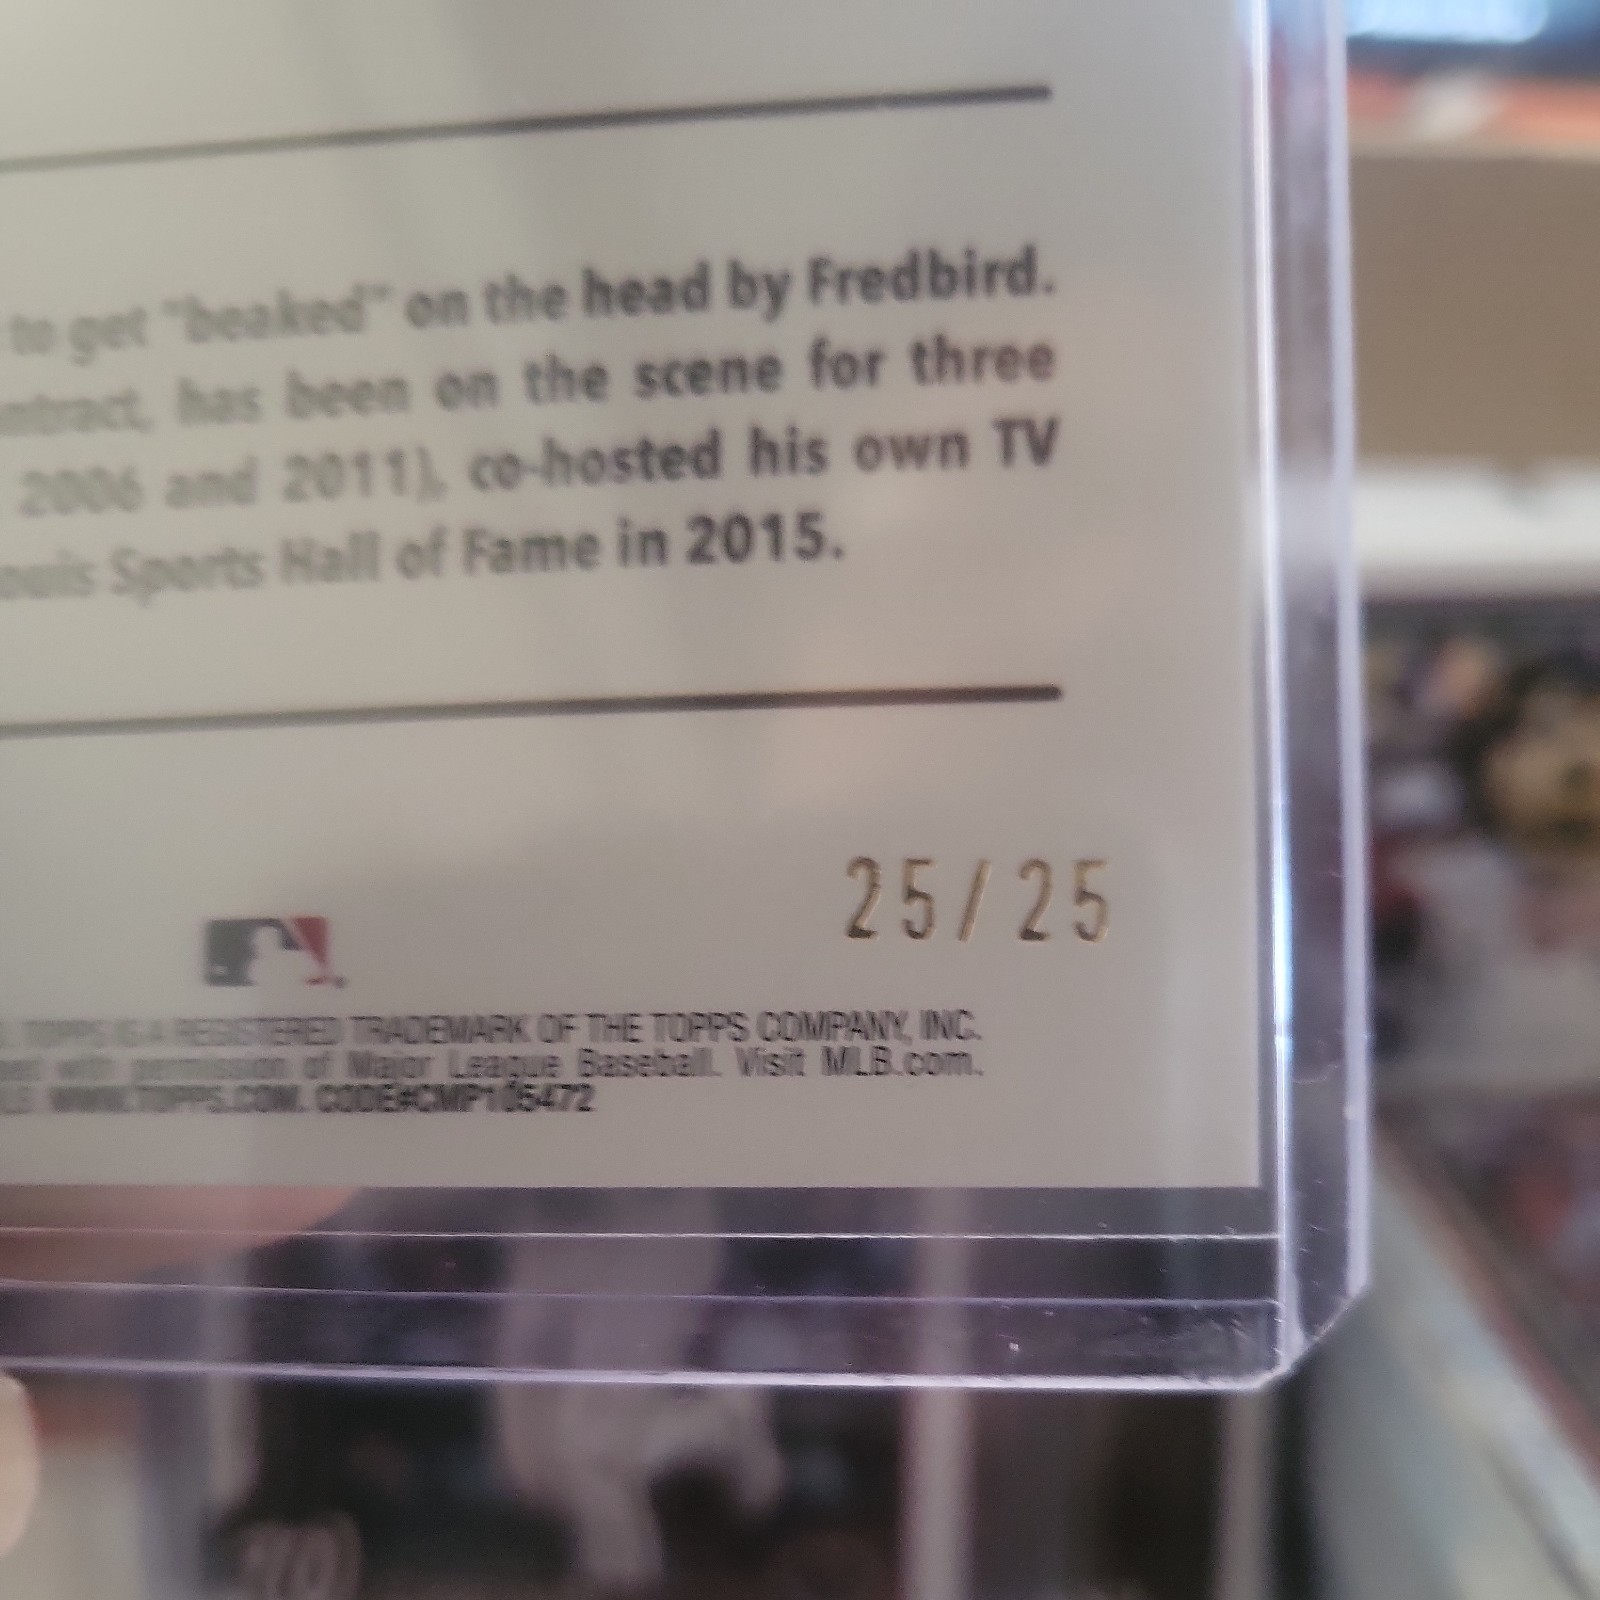 to get "beaked" on the head by Fredbird.
has been on the scene for three
2006 and 2011), co-hosted his own TV
Sports Hall of Fame in 2015.
25/25
TOPPS IS A REGISTERED TRADEMARK OF THE TOPPS COMPANY, INC.
with permission of Major League Baseball. Visit MLB.com.
WWW.TOPPS.COM. CODE#CMP105472